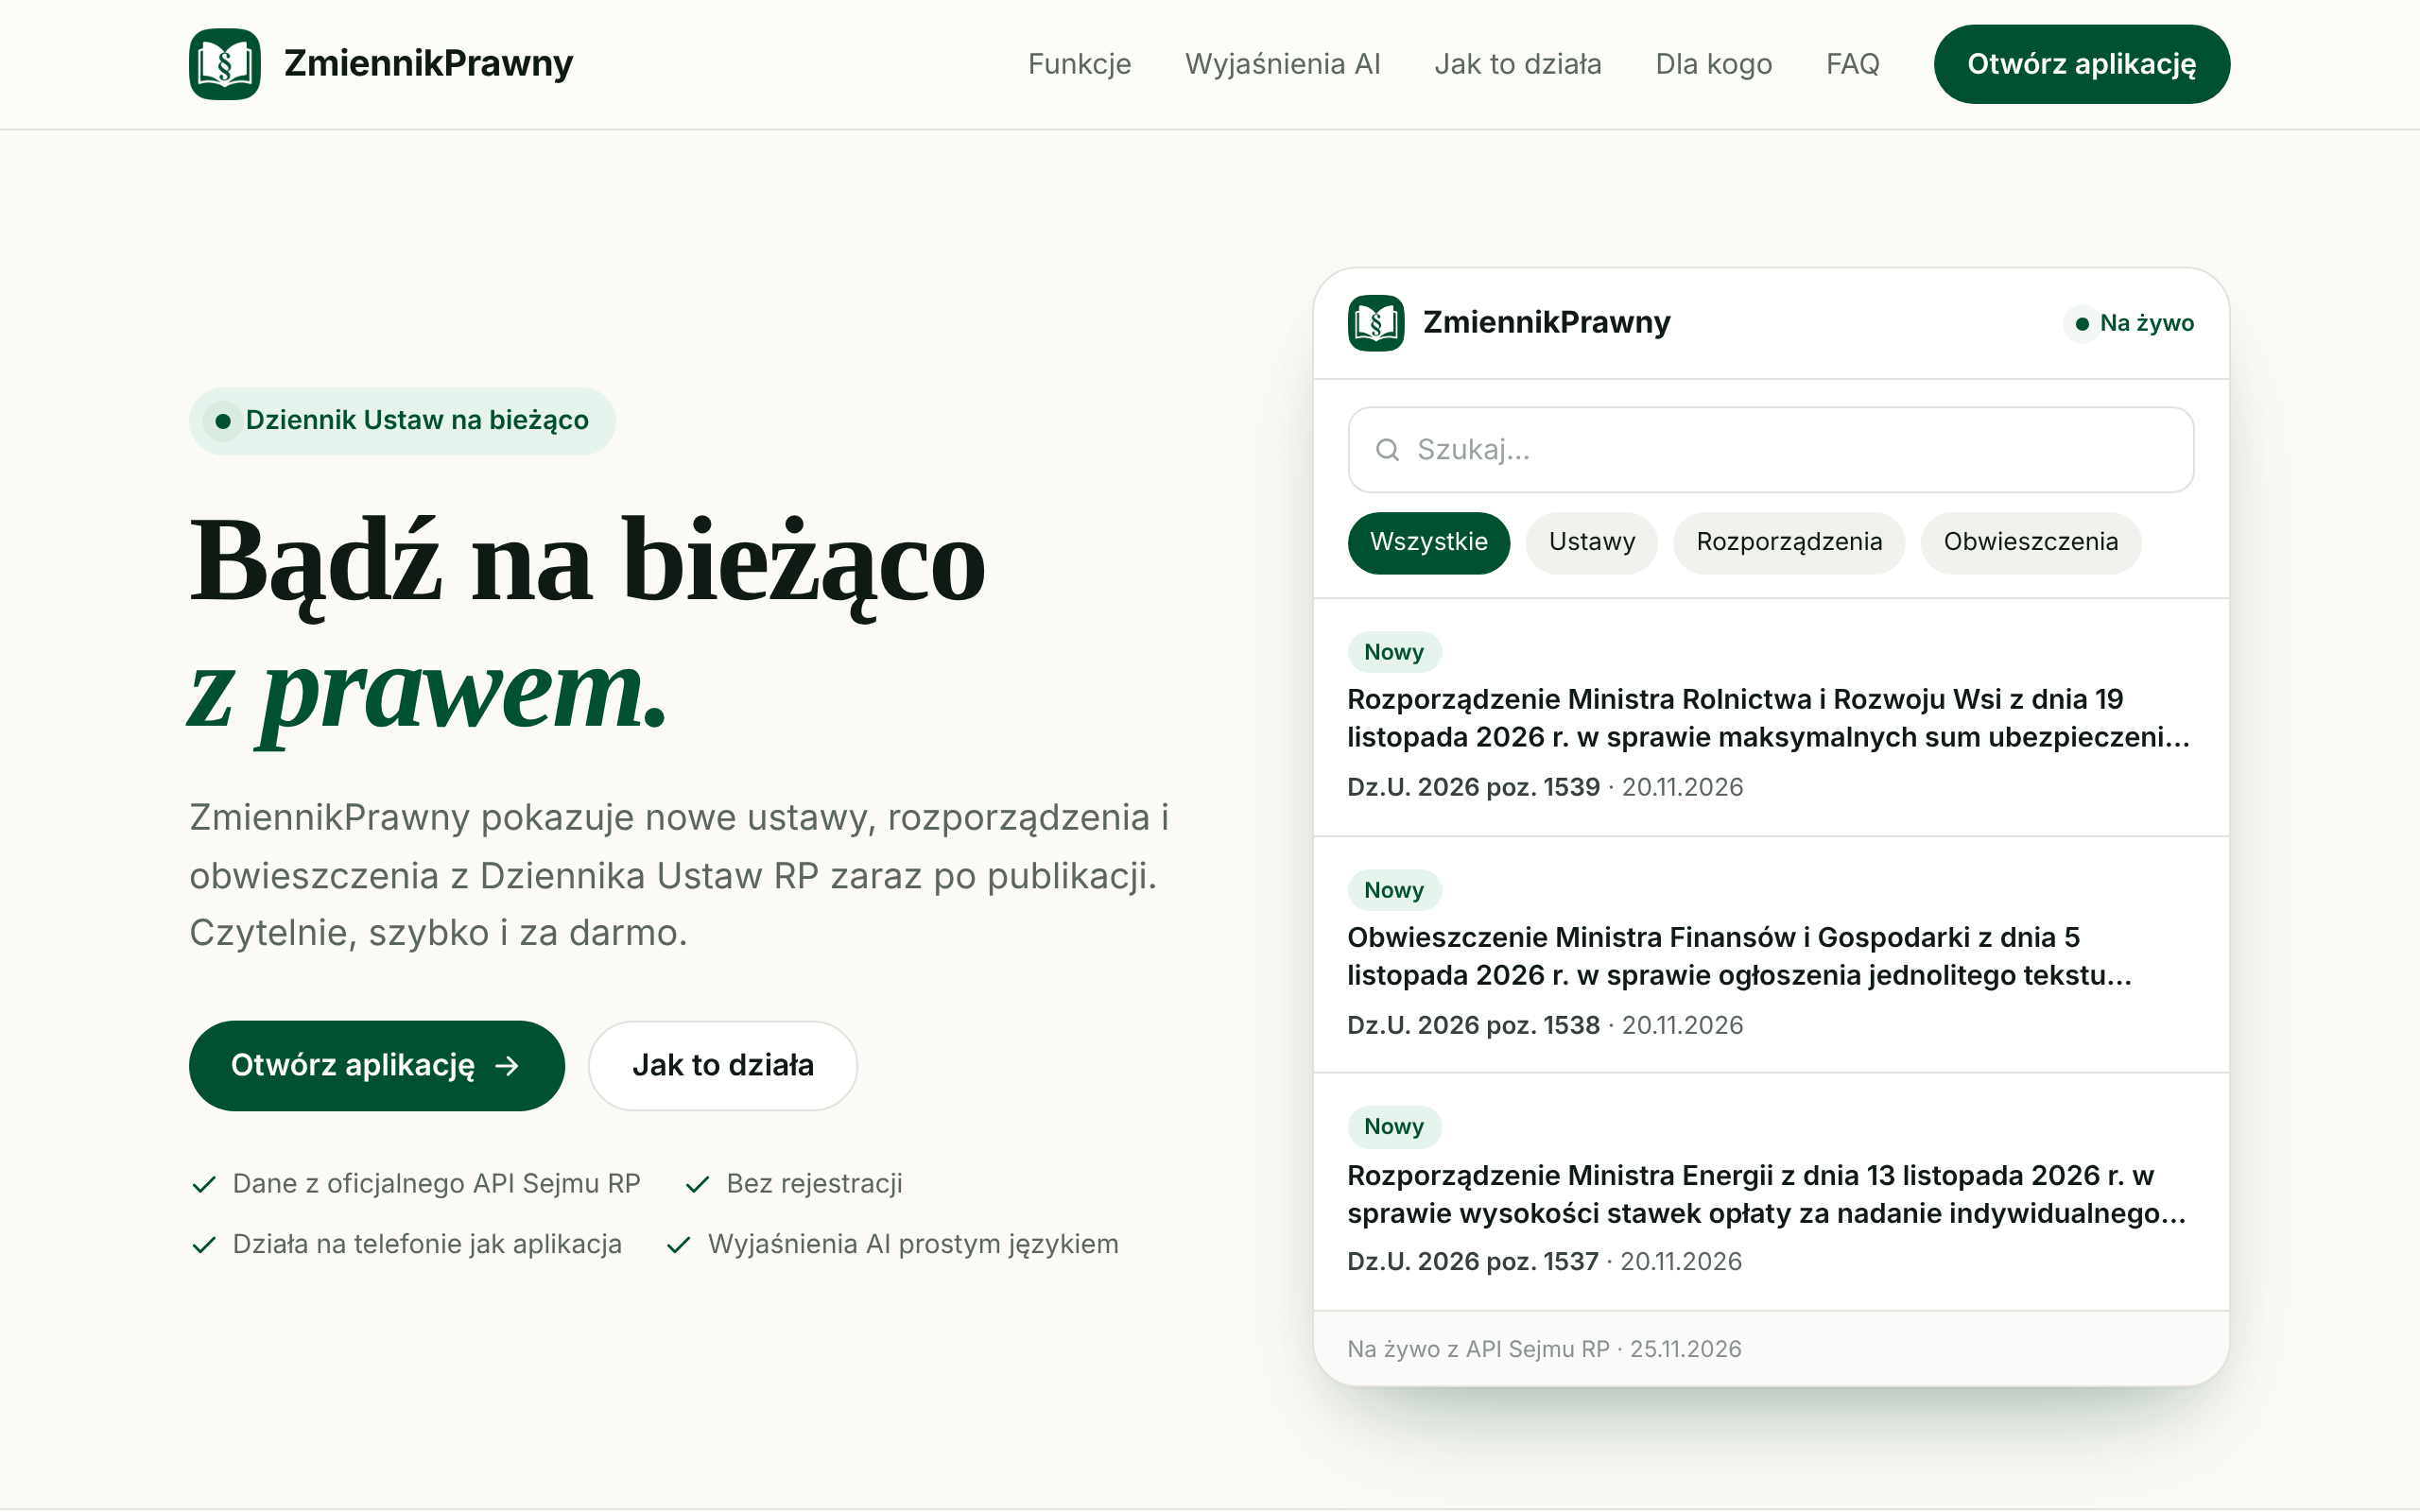 §
ZmiennikPrawny
Funkcje
Wyjaśnienia AI
Jak to działa
Dla kogo
FAQ
Otwórz aplikację
Dziennik Ustaw na bieżąco
Bądź na bieżąco
z prawem.
ZmiennikPrawny pokazuje nowe ustawy, rozporządzenia i
obwieszczenia z Dziennika Ustaw RP zaraz po publikacji.
Czytelnie, szybko i za darmo.
Otwórz aplikację →
Jak to działa
Dane z oficjalnego API Sejmu RP
Bez rejestracji
Działa na telefonie jak aplikacja
Wyjaśnienia AI prostym językiem
§
ZmiennikPrawny
Na żywo
Szukaj...
Wszystkie
Ustawy
Rozporządzenia
Obwieszczenia
Nowy
Rozporządzenie Ministra Rolnictwa i Rozwoju Wsi z dnia 19
listopada 2026 r. w sprawie maksymalnych sum ubezpieczeni...
Dz.U. 2026 poz. 1539 · 20.11.2026
Nowy
Obwieszczenie Ministra Finansów i Gospodarki z dnia 5
listopada 2026 r. w sprawie ogłoszenia jednolitego tekstu...
Dz.U. 2026 poz. 1538 · 20.11.2026
Nowy
Rozporządzenie Ministra Energii z dnia 13 listopada 2026 r. w
sprawie wysokości stawek opłaty za nadanie indywidualnego...
Dz.U. 2026 poz. 1537 · 20.11.2026
Na żywo z API Sejmu RP · 25.11.2026